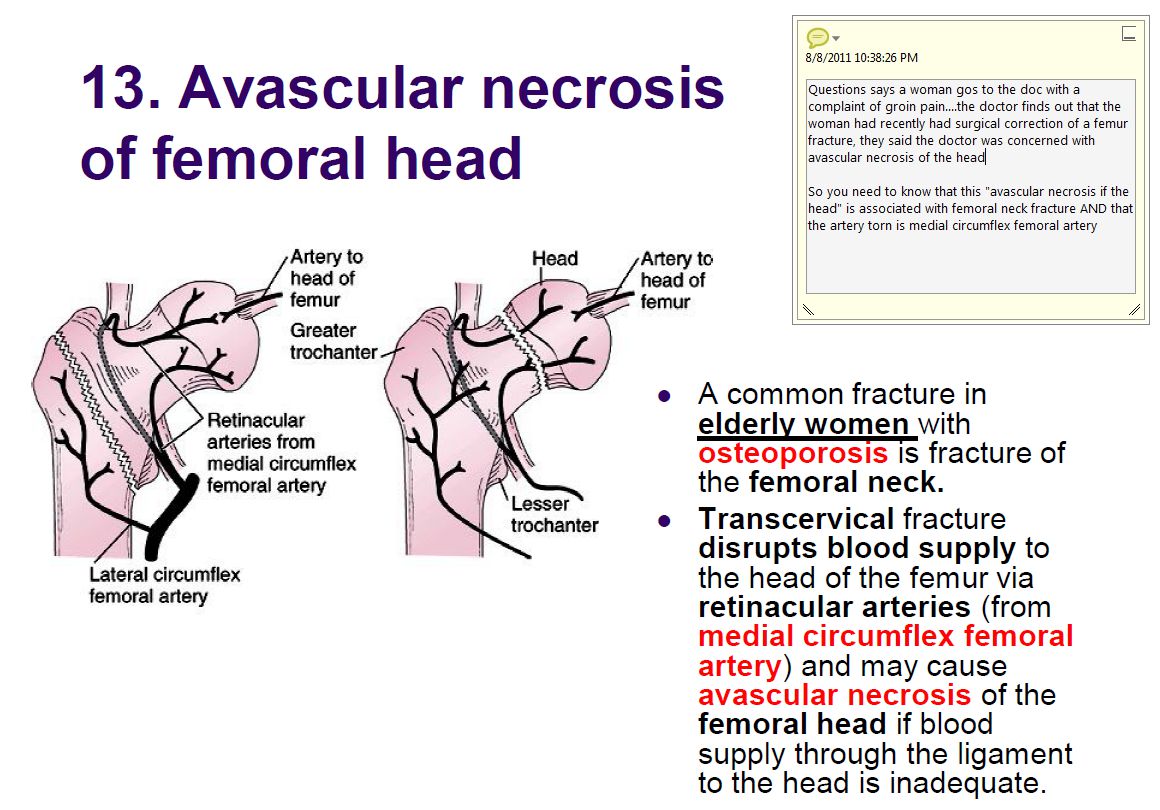 13. Avascular necrosis
of femoral head
8/8/2011 10:38:26 PM
Questions says a woman gos to the doc with a
complaint of groin pain....the doctor finds out that the
woman had recently had surgical correction of a femur
fracture, they said the doctor was concerned with
avascular necrosis of the head
So you need to know that this "avascular necrosis if the
head" is associated with femoral neck fracture AND that
the artery torn is medial circumflex femoral artery
Artery to
head of
femur
Greater
trochanter
Retinacular
arteries from
medial circumflex
femoral artery
Lateral circumflex
femoral artery
Head
Artery to
head of
femur
Lesser
trochanter
A common fracture in
elderly women with
osteoporosis is fracture of
the femoral neck.
Transcervical fracture
disrupts blood supply to
the head of the femur via
retinacular arteries (from
medial circumflex femoral
artery) and may cause
avascular necrosis of the
femoral head if blood
supply through the ligament
to the head is inadequate.